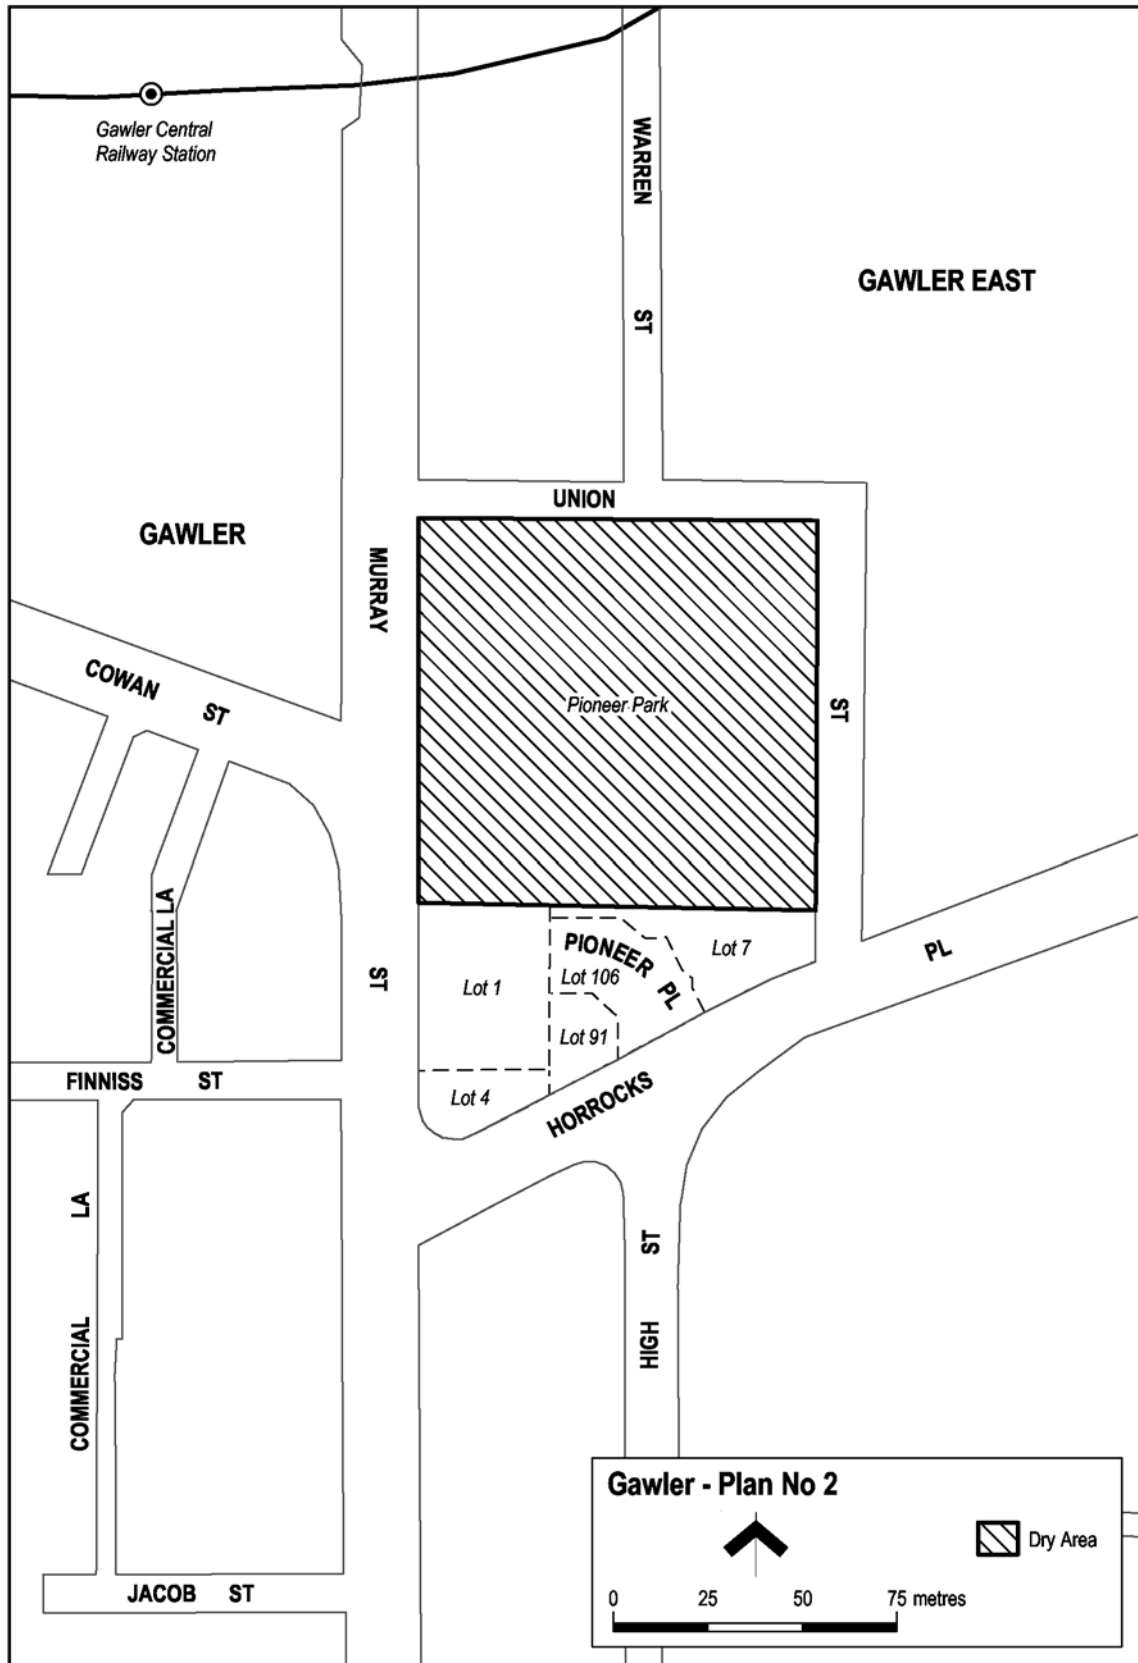 Gawler Central
Railway Station
WARREN
ST
GAWLER EAST
UNION
GAWLER
MURRAY
COWAN
ST
Pioneer Park
ST
COMMERCIAL LA
ST
PIONEER
PL
Lot 7
PL
Lot 1
Lot 106
Lot 91
Lot 4
FINNISS ST
HORROCKS
LA
COMMERCIAL
ST
HIGH
JACOB ST
Gawler - Plan No 2
Dry Area
0 25 50 75 metres